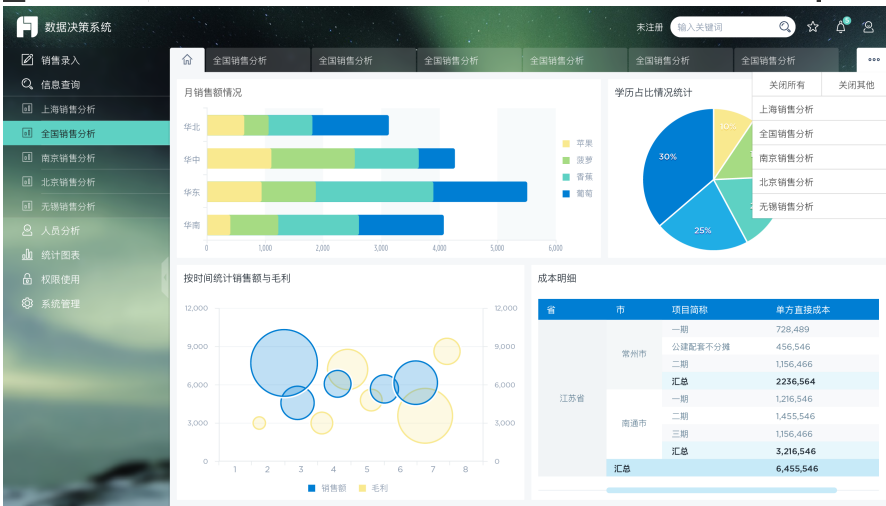 数据决策系统
未注册
输入关键词
5
销售录入
信息查询
上海销售分析
全国销售分析
南京销售分析
北京销售分析
无锡销售分析
人员分析
统计图表
权限使用
系统管理
全国销售分析 全国销售分析 全国销售分析 全国销售分析 全国销售分析 全国销售分析
关闭所有 关闭其他
上海销售分析
全国销售分析
南京销售分析
北京销售分析
无锡销售分析
月销售额情况
华北
华中
华东
华南
0 1,000 2,000 3,000 4,000 5,000 6,000
苹果
菠萝
香蕉
葡萄
学历占比情况统计
10%
30%
25%
按时间统计销售额与毛利
12,000 12,000
9,000 9,000
6,000 6,000
3,000 3,000
0 0
1 2 3 4 5 6 7 8
销售额 毛利
成本明细
省 市 项目简称 单方直接成本
江苏省
常州市
一期 728,489
公建配套不分摊 456,546
二期 1,156,466
汇总 2236,564
南通市
一期 1,216,546
二期 1,455,546
三期 1,156,466
汇总 3,216,546
汇总 6,455,546